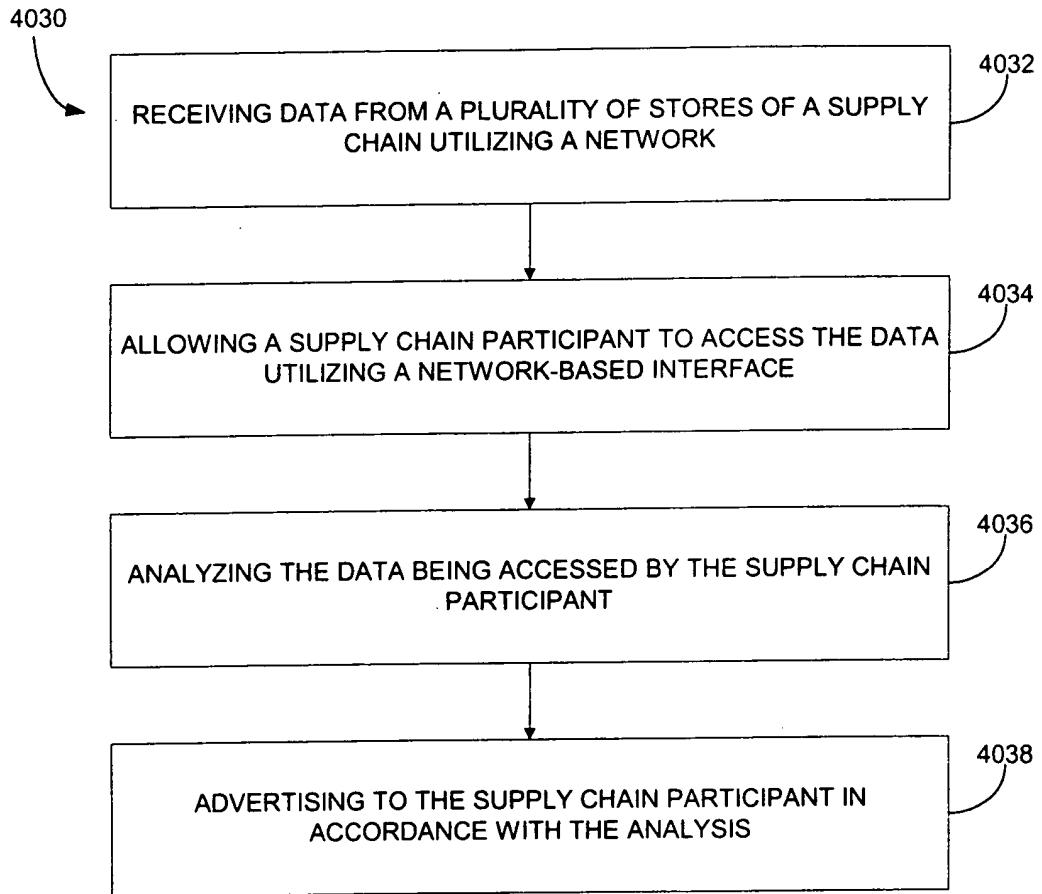 4030
4032
RECEIVING DATA FROM A PLURALITY OF STORES OF A SUPPLY
CHAIN UTILIZING A NETWORK
4034
ALLOWING A SUPPLY CHAIN PARTICIPANT TO ACCESS THE DATA
UTILIZING A NETWORK-BASED INTERFACE
4036
ANALYZING THE DATA BEING ACCESSED BY THE SUPPLY CHAIN
PARTICIPANT
4038
ADVERTISING TO THE SUPPLY CHAIN PARTICIPANT IN
ACCORDANCE WITH THE ANALYSIS